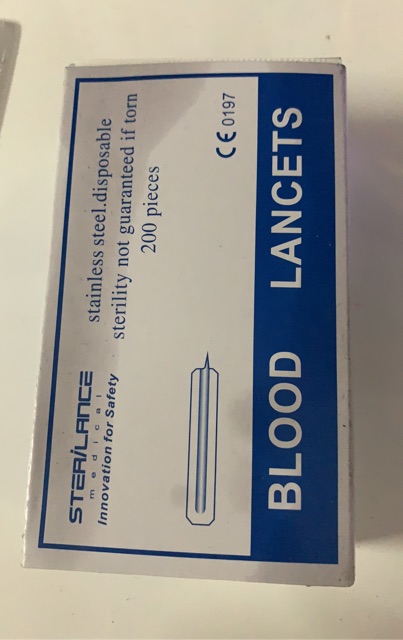 STERiLANCE
medical
Innovation for Safety
stainless steel.disposable
sterility not guaranteed if torn
200 pieces
CE 0197
BLOOD LANCETS